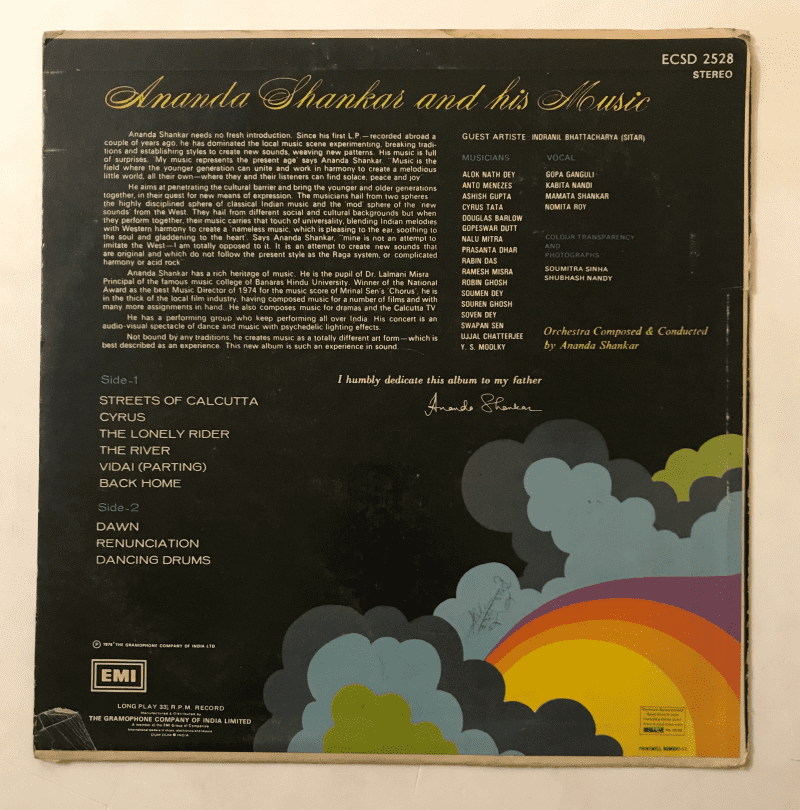 ECSD 2528
STEREO
Ananda Shankar and his Music
Ananda Shankar needs no fresh introduction. Since his first L.P.—recorded abroad a
couple of years ago, he has dominated the local music scene experimenting, breaking tradi-
tions and establishing styles to create new sounds, weaving new patterns. His music is full
of surprises. 'My music represents the present age' says Ananda Shankar. "Music is the
field where the younger generation can unite and work in harmony to create a melodious
little world, all their own—where they and their listeners can find solace, peace and joy'
He aims at penetrating the cultural barrier and bring the younger and older generations
together, in their quest for new means of expression. The musicians hail from two spheres
the highly disciplined sphere of classical Indian music and the 'mod' sphere of the 'new
sounds' from the West. They hail from different social and cultural backgrounds but when
they perform together, their music carries that touch of universality, blending Indian melodies
with Western harmony to create a 'nameless music, which is pleasing to the ear, soothing to
the soul and gladdening to the heart'. Says Ananda Shankar, "mine is not an attempt to
imitate the West—I am totally opposed to it. It is an attempt to create new sounds that
are original and which do not follow the present style as the Raga system, or complicated
harmony or acid rock'
Ananda Shankar has a rich heritage of music. He is the pupil of Dr. Lalmani Misra
Principal of the famous music college of Banaras Hindu University. Winner of the National
Award as the best Music Director of 1974 for the music score of Mrinal Sen's 'Chorus', he is
in the thick of the local film industry, having composed music for a number of films and with
many more assignments in hand. He also composes music for dramas and the Calcutta TV
He has a performing group who keep performing all over India. His concert is an
audio-visual spectacle of dance and music with psychedelic lighting effects.
Not bound by any traditions, he creates music as a totally different art form—which is
best described as an experience. This new album is such an experience in sound.
GUEST ARTISTE INDRANIL BHATTACHARYA (SITAR)
MUSICIANS
ALOK NATH DEY
ANTO MENEZES
ASHISH GUPTA
CYRUS TATA
DOUGLAS BARLOW
GOPESWAR DUTT
NALU MITRA
PRASANTA DHAR
RABIN DAS
RAMESH MISRA
ROBIN GHOSH
SOUMEN DEY
SOUREN GHOSH
SOVEN DEY
SWAPAN SEN
UJJAL CHATTERJEE
Y. S. MOOLKY
VOCAL
GOPA GANGULI
KABITA NANDI
MAMATA SHANKAR
NOMITA ROY
COLOUR TRANSPARENCY
AND
PHOTOGRAPHS
SOUMITRA SINHA
SHUBHASH NANDY
Orchestra Composed & Conducted
by Ananda Shankar
I humbly dedicate this album to my father
Ananda Shankar
Side-1
STREETS OF CALCUTTA
CYRUS
THE LONELY RIDER
THE RIVER
VIDAI (PARTING)
BACK HOME
Side-2
DAWN
RENUNCIATION
DANCING DRUMS
Ⓟ THE GRAMOPHONE COMPANY OF INDIA LTD
EMI
LONG PLAY 33⅓ R.P.M. RECORD
Manufactured & Distributed by
THE GRAMOPHONE COMPANY OF INDIA LIMITED
A member of the EMI Group of Companies
International leaders in music, electronics and leisure
DUM DUM INDIA